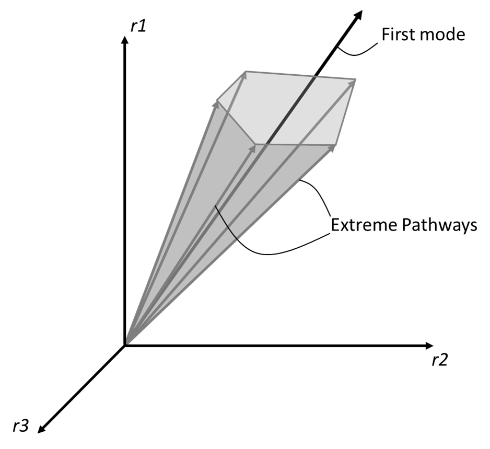 r1
First mode
Extreme Pathways
r2
r3